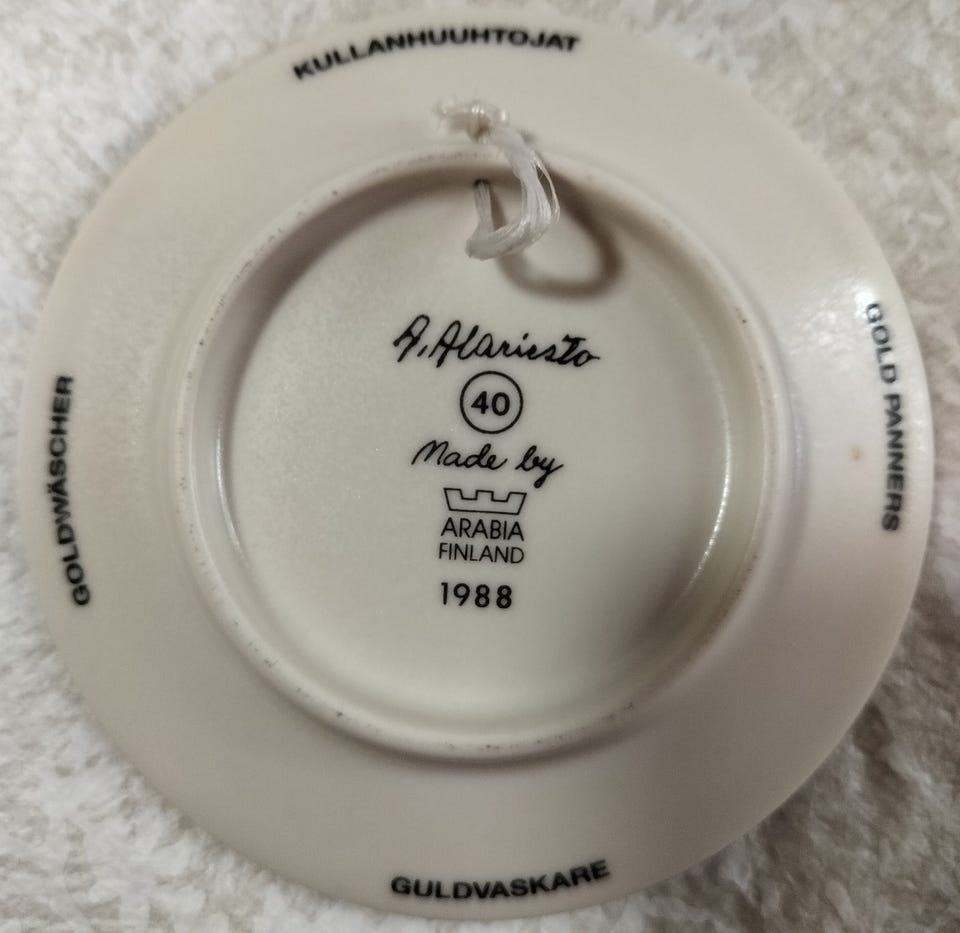 KULLANHUUHTOJAT
GOLD PANNERS
GULDVASKARE
GOLDWÄSCHER
A. Alariesto
40
Made by
ARABIA
FINLAND
1988